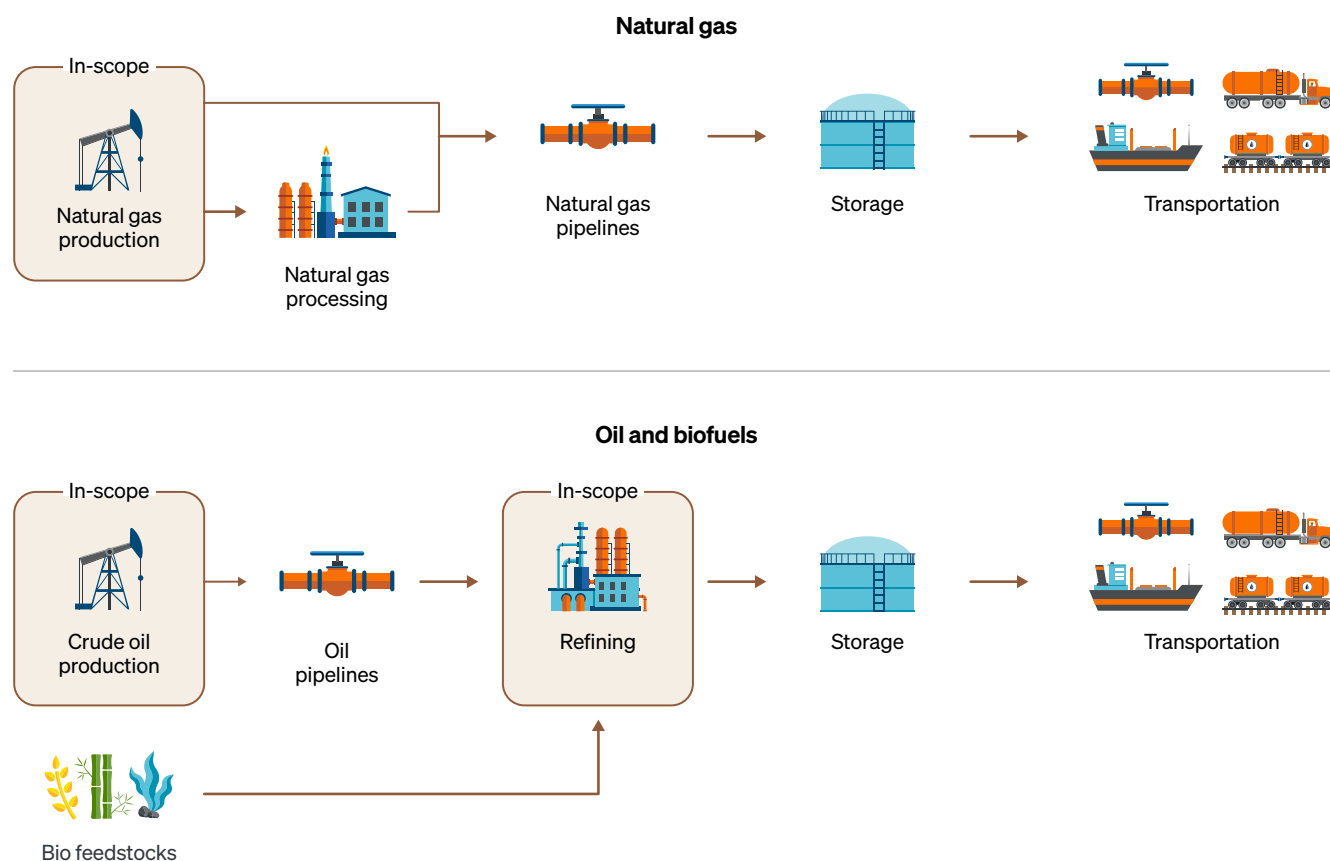 Natural gas
In-scope
Natural gas
production
Natural gas
processing
Natural gas
pipelines
Storage
Transportation
Oil and biofuels
In-scope
Crude oil
production
Oil
pipelines
In-scope
Refining
Storage
Transportation
Bio feedstocks